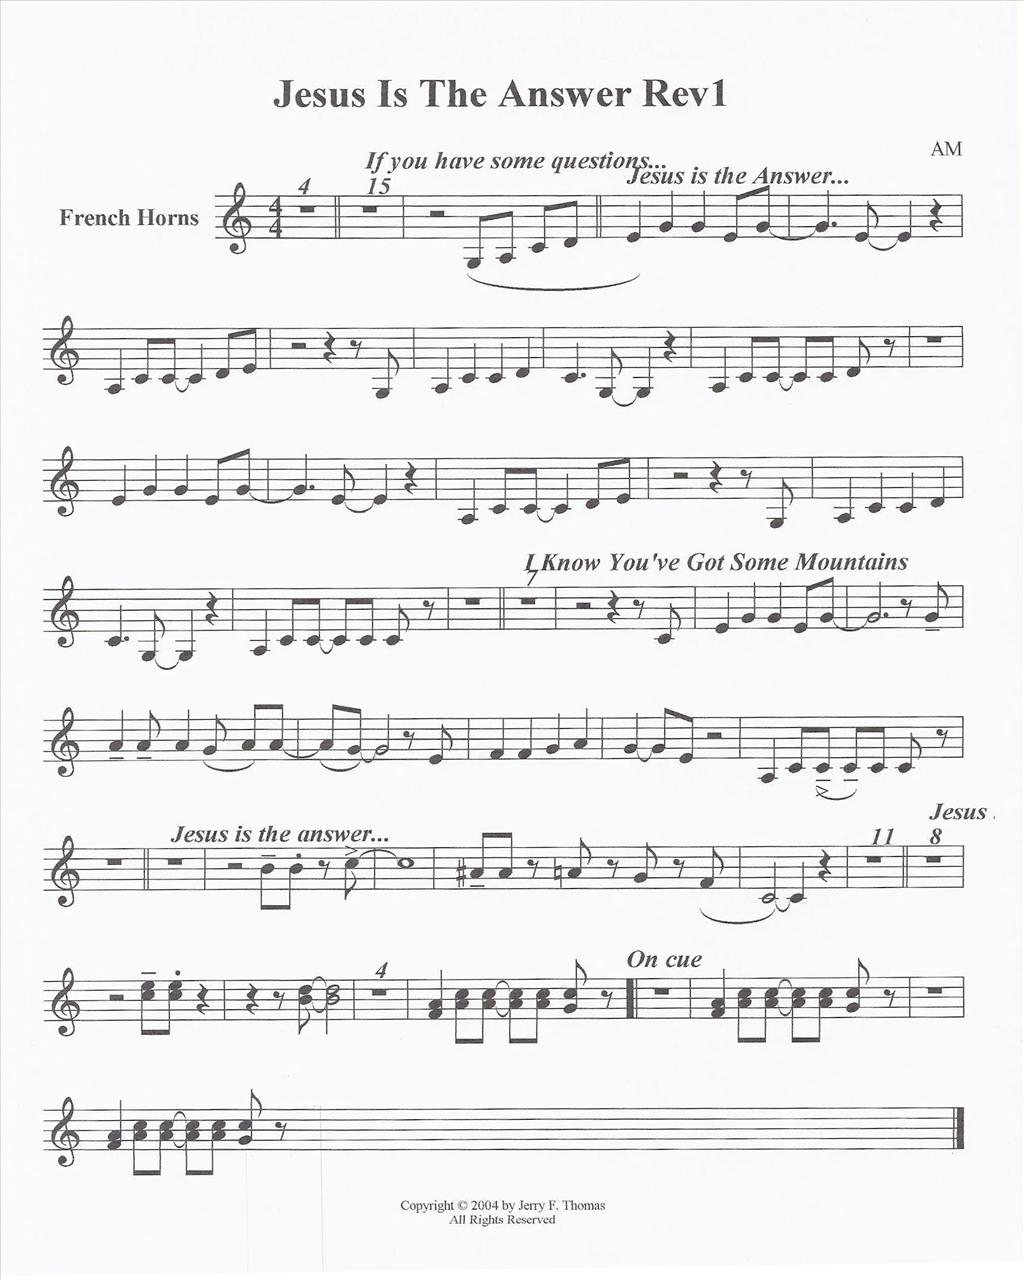 Jesus Is The Answer Rev1
AM
If you have some questions...
Jesus is the Answer...
4
15
French Horns
4
4
I Know You've Got Some Mountains
7
Jesus
Jesus is the answer...
11
8
On cue
4
Copyright © 2004 by Jerry F. Thomas
All Rights Reserved